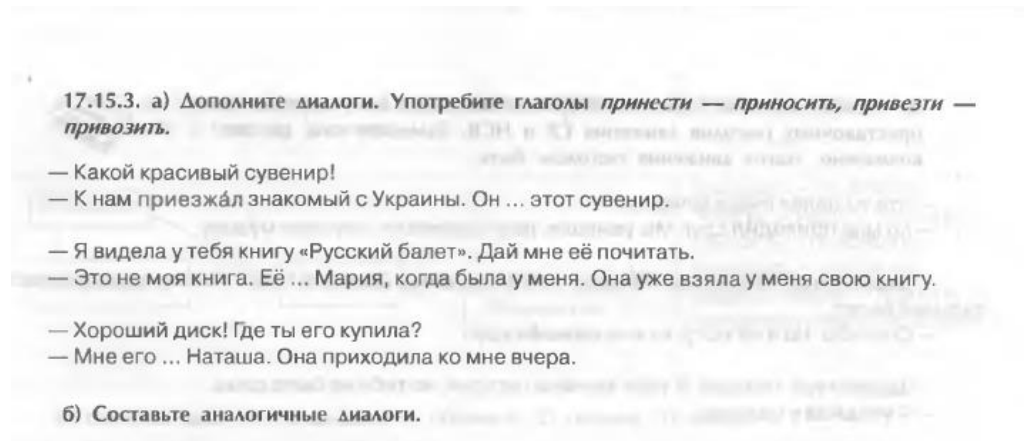 17.15.3. а) Дополните диалоги. Употребите глаголы принести — приносить, привезти —
привозить.
— Какой красивый сувенир!
— К нам приезжа́л знакомый с Украины. Он ... этот сувенир.
— Я видела у тебя книгу «Русский балет». Дай мне её почитать.
— Это не моя книга. Её ... Мария, когда была у меня. Она уже взяла у меня свою книгу.
— Хороший диск! Где ты его купила?
— Мне его ... Наташа. Она приходила ко мне вчера.
б) Составьте аналогичные диалоги.